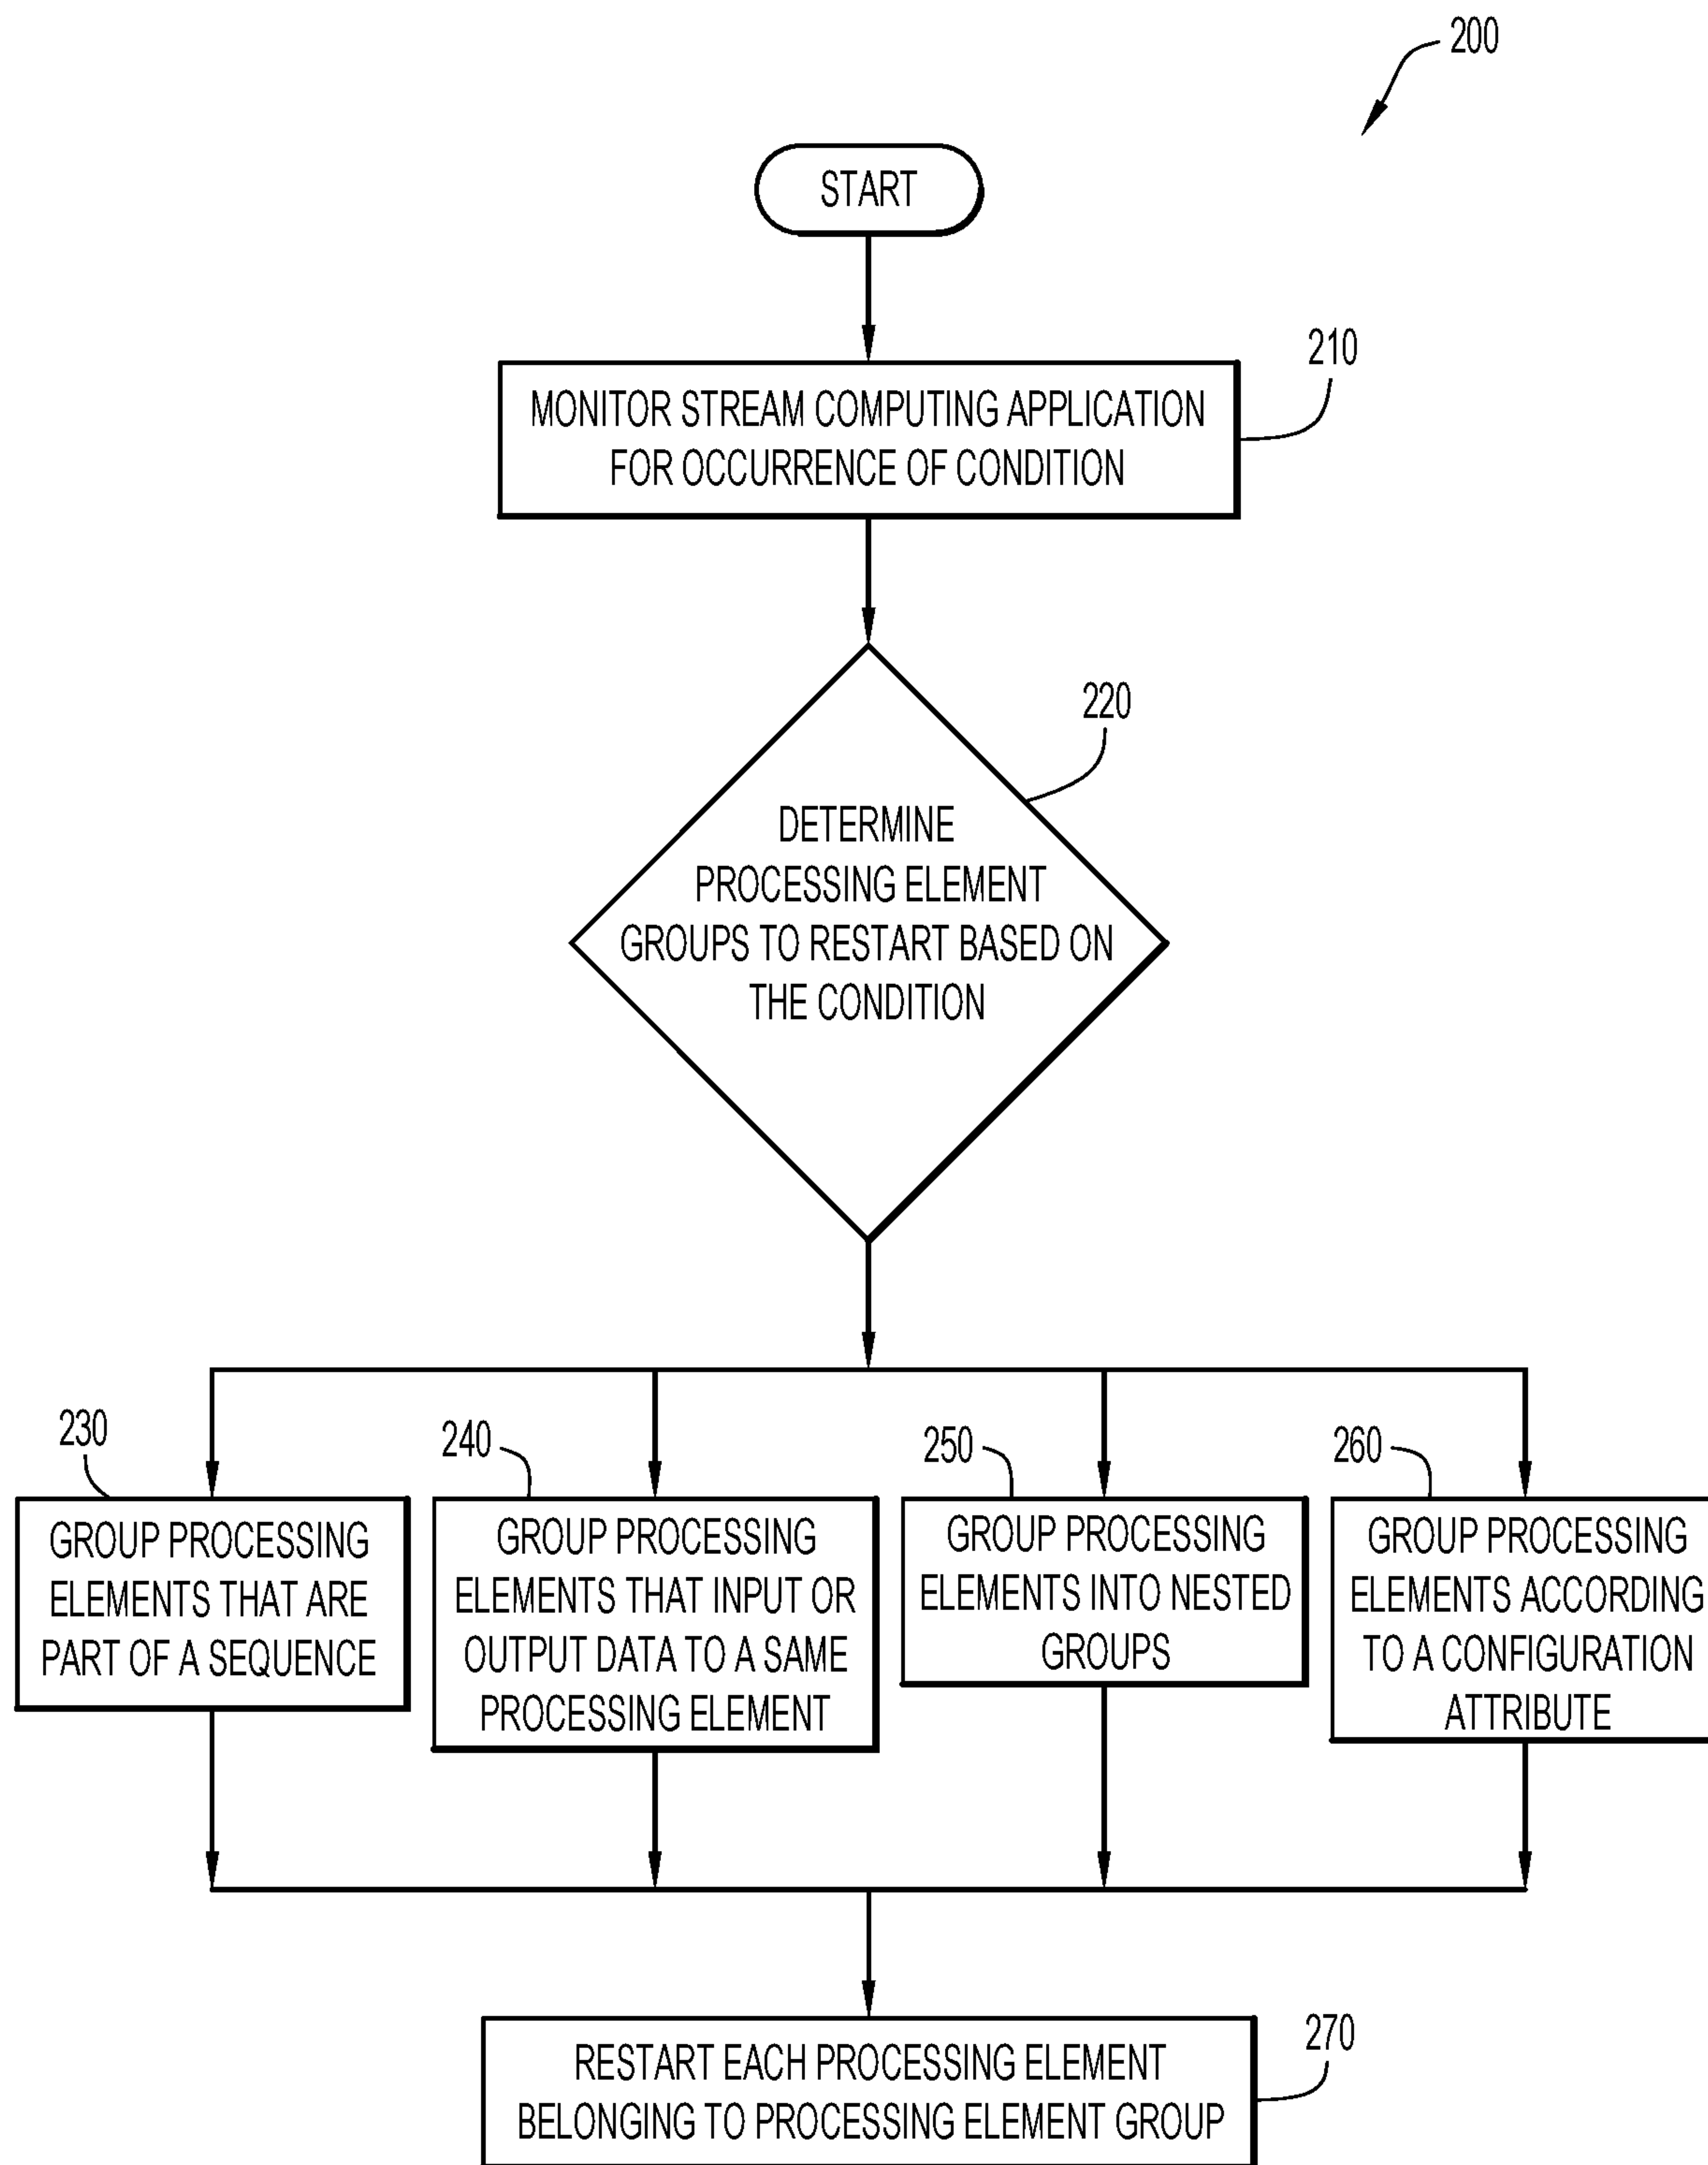 200
START
210
MONITOR STREAM COMPUTING APPLICATION
FOR OCCURRENCE OF CONDITION
220
DETERMINE
PROCESSING ELEMENT
GROUPS TO RESTART BASED ON
THE CONDITION
230
GROUP PROCESSING
ELEMENTS THAT ARE
PART OF A SEQUENCE
240
GROUP PROCESSING
ELEMENTS THAT INPUT OR
OUTPUT DATA TO A SAME
PROCESSING ELEMENT
250
GROUP PROCESSING
ELEMENTS INTO NESTED
GROUPS
260
GROUP PROCESSING
ELEMENTS ACCORDING
TO A CONFIGURATION
ATTRIBUTE
270
RESTART EACH PROCESSING ELEMENT
BELONGING TO PROCESSING ELEMENT GROUP